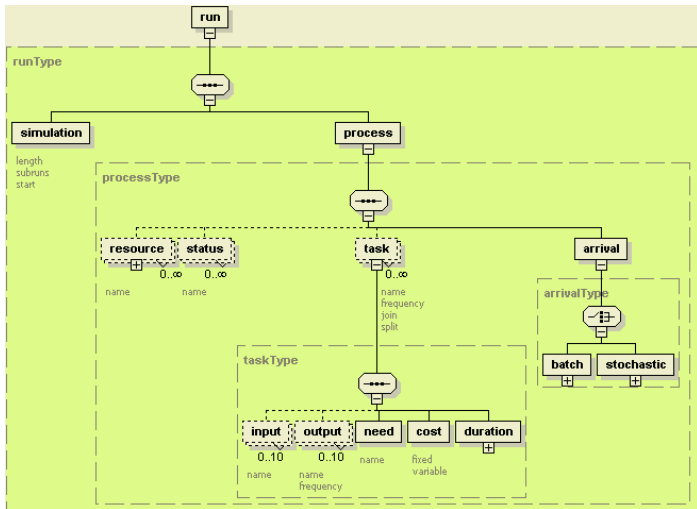 run
runType
simulation
process
length
subruns
start
processType
resource
status
task
arrival
0..∞
0..∞
0..∞
name
name
name
frequency
join
split
arrivalType
batch
stochastic
taskType
input
output
need
cost
duration
0..10
0..10
name
name
frequency
name
fixed
variable